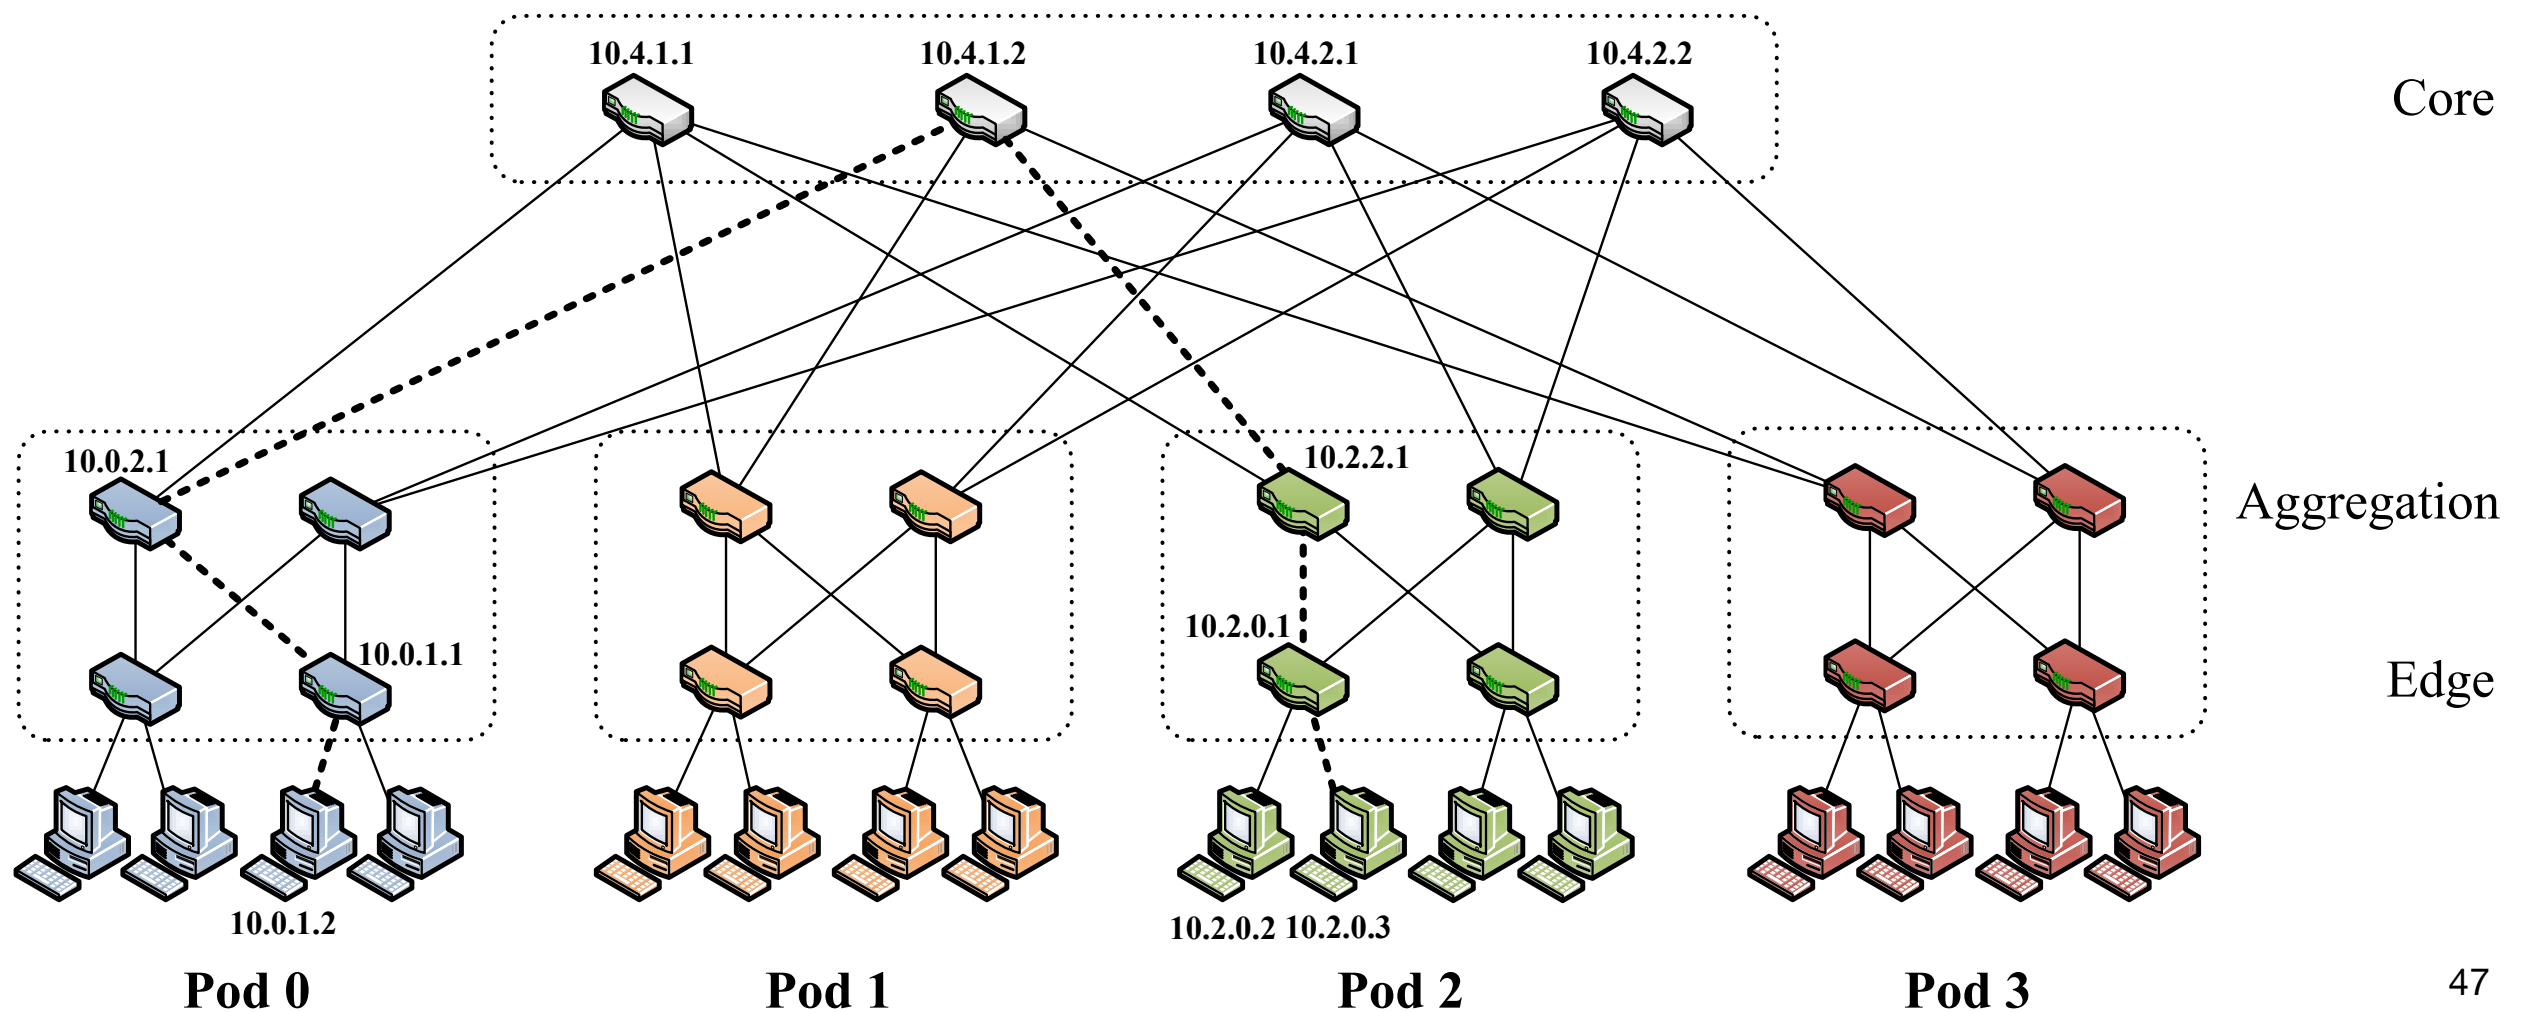 10.4.1.1 10.4.1.2 10.4.2.1 10.4.2.2
Core
10.0.2.1 10.2.2.1
Aggregation
10.2.0.1
10.0.1.1
Edge
10.0.1.2 10.2.0.2 10.2.0.3
Pod 0 Pod 1 Pod 2 Pod 3
47